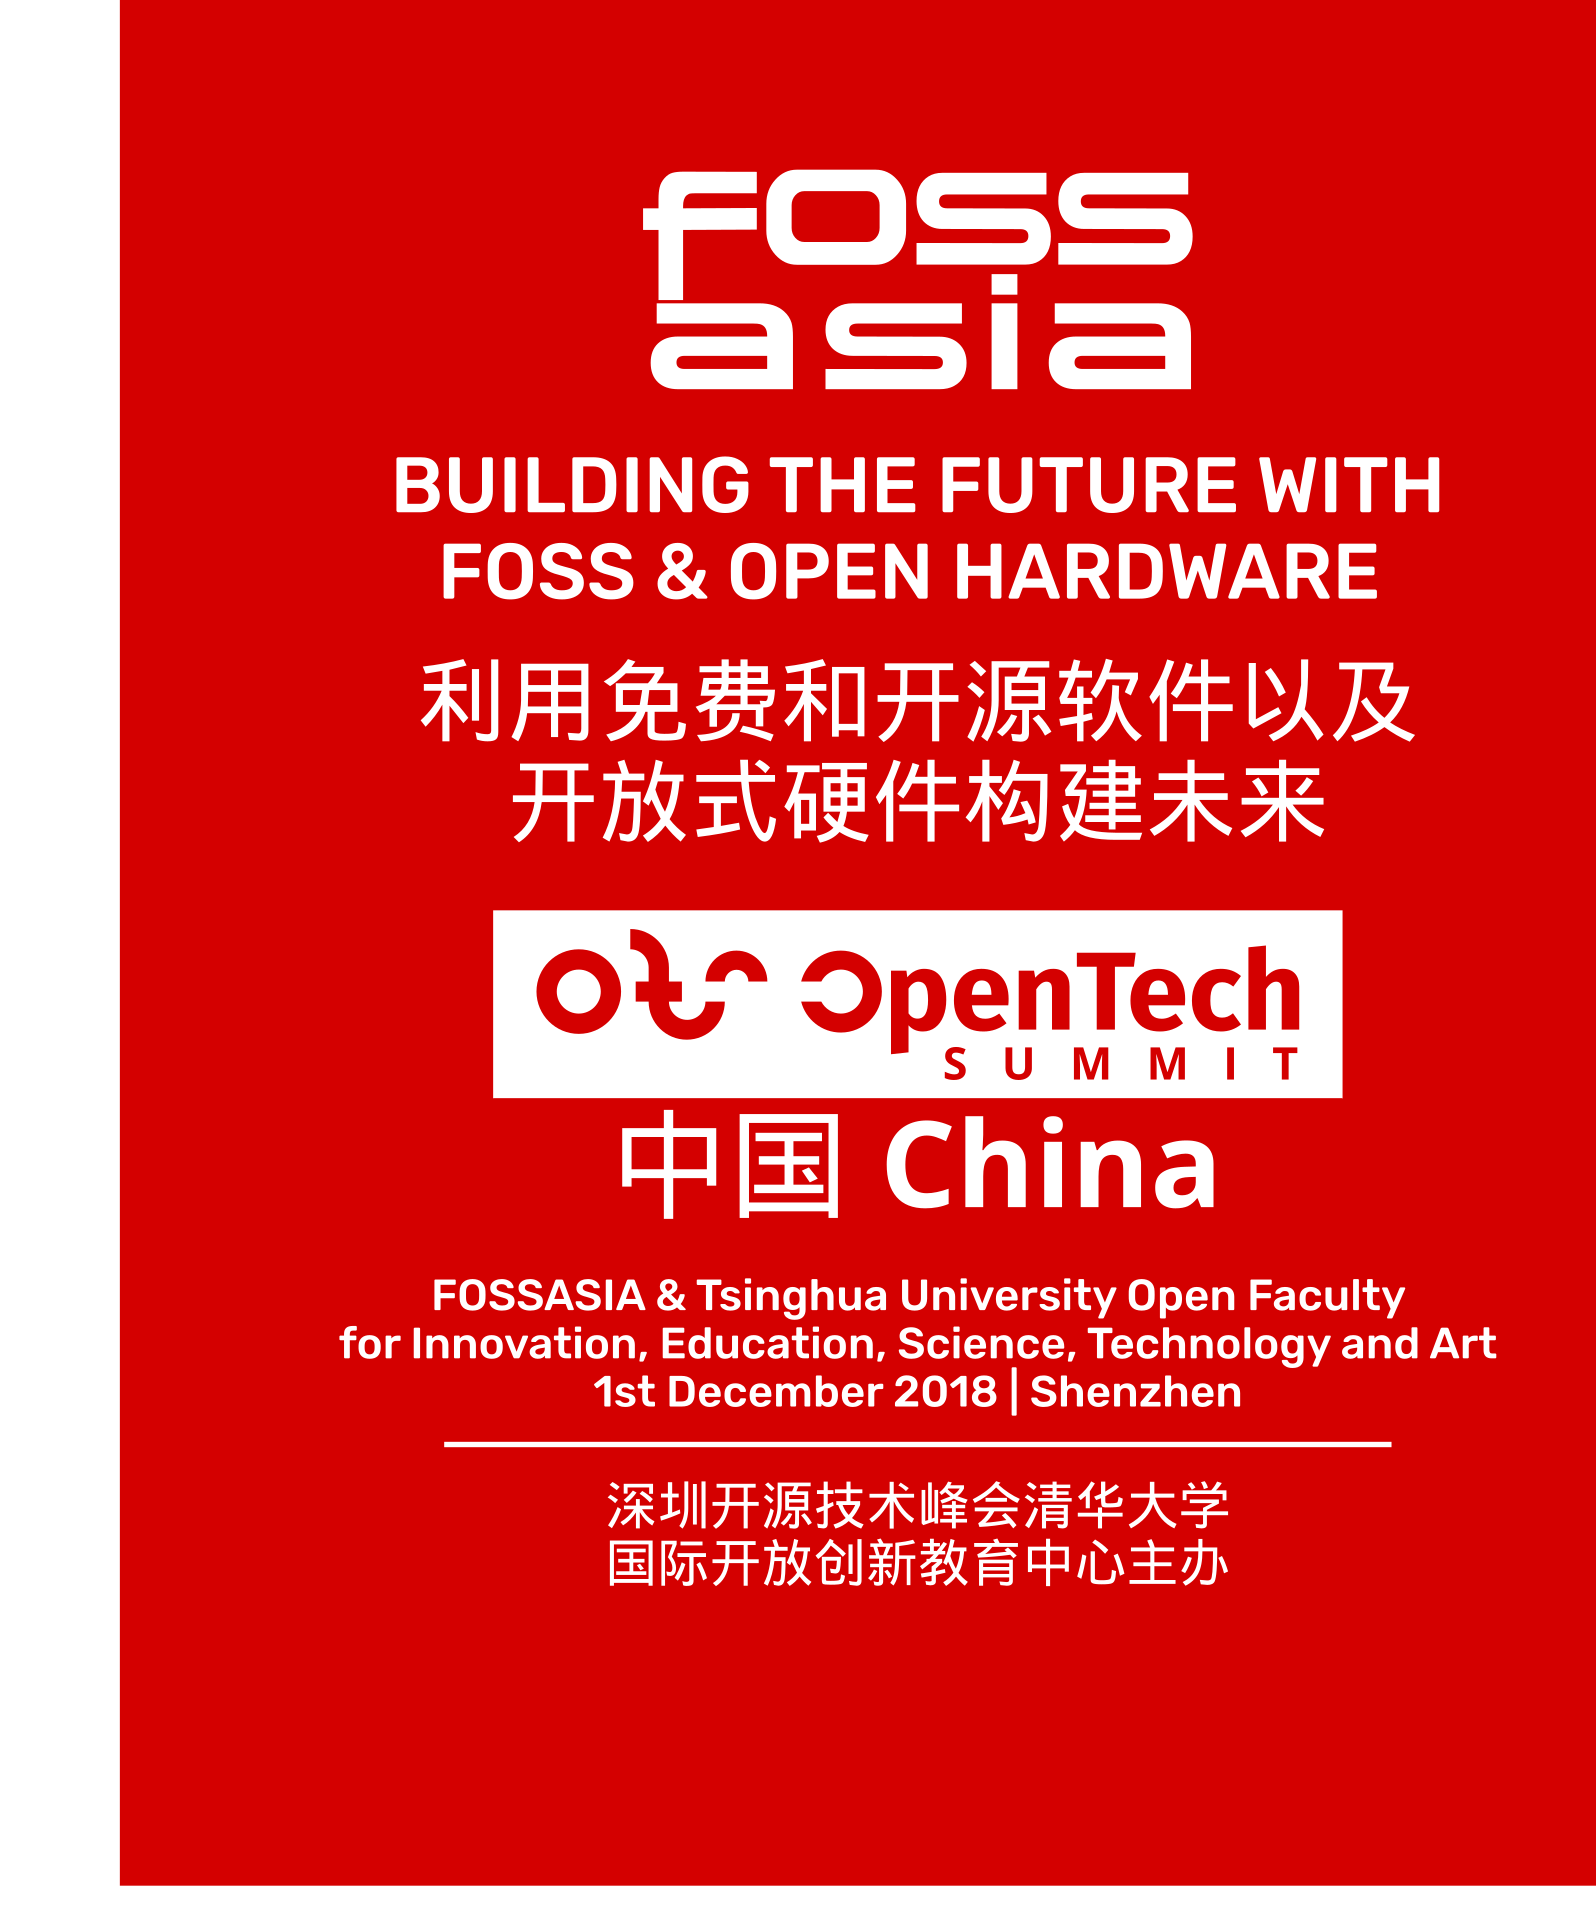 foss
asia
BUILDING THE FUTURE WITH
FOSS & OPEN HARDWARE
利用免费和开源软件以及
开放式硬件构建未来
ots OpenTech
SUMMIT
中国 China
FOSSASIA & Tsinghua University Open Faculty
for Innovation, Education, Science, Technology and Art
1st December 2018 | Shenzhen
深圳开源技术峰会清华大学
国际开放创新教育中心主办